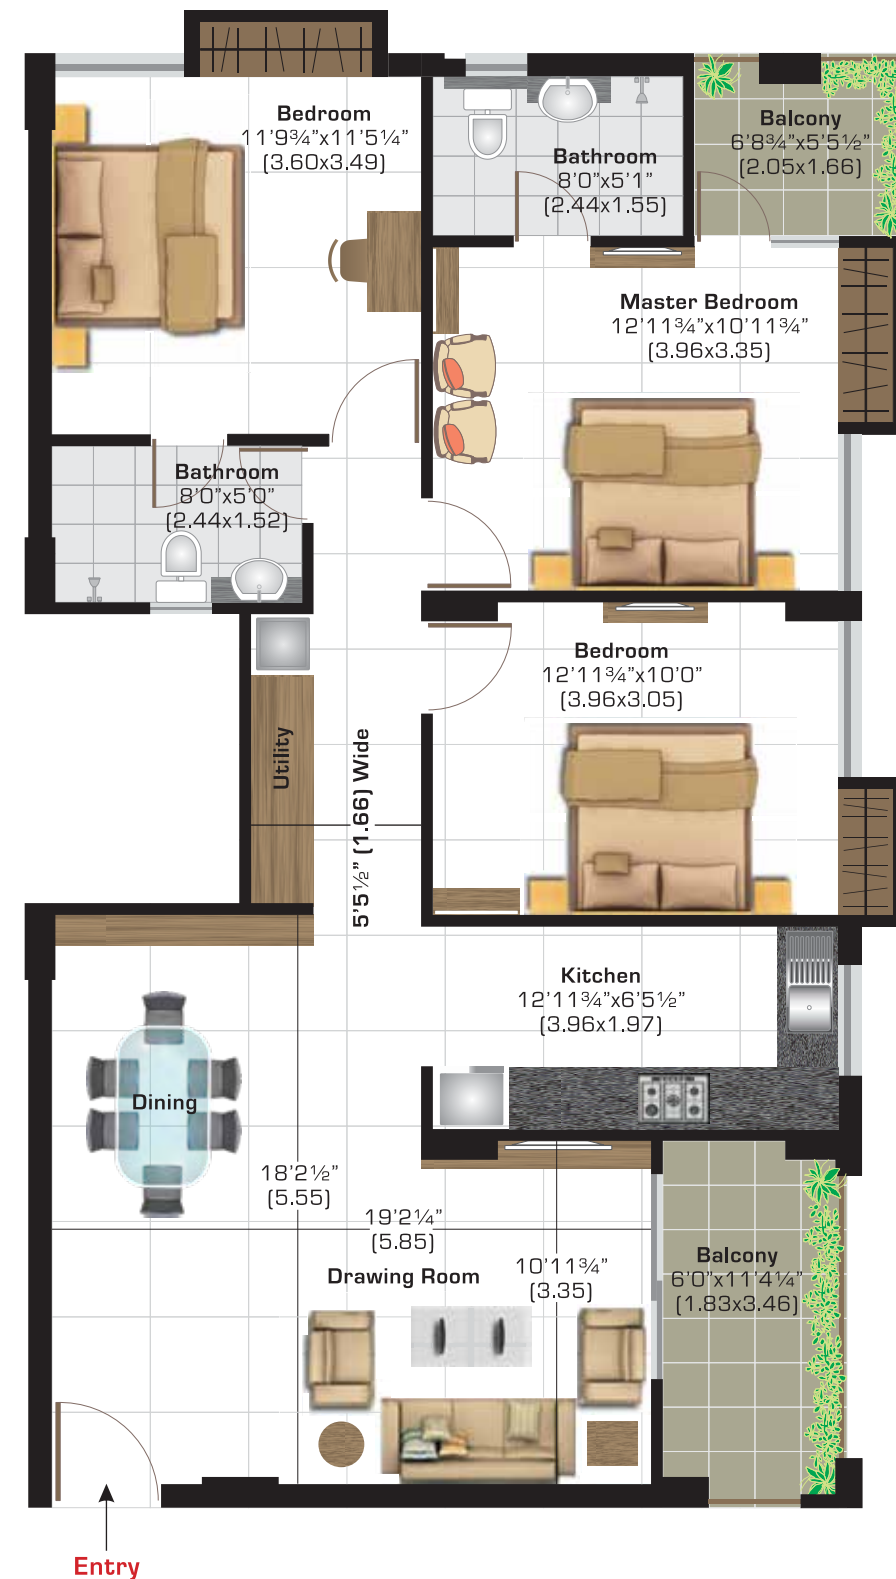 Bedroom
11'9¾"x11'5¼"
(3.60x3.49)
Bathroom
8'0"x5'1"
(2.44x1.55)
Balcony
6'8¾"x5'5½"
(2.05x1.66)
Master Bedroom
12'11¾"x10'11¾"
(3.96x3.35)
Bathroom
8'0"x5'0"
(2.44x1.52)
Bedroom
12'11¾"x10'0"
(3.96x3.05)
Utility
5'5½" (1.66) Wide
Kitchen
12'11¾"x6'5½"
(3.96x1.97)
Dining
18'2½"
(5.55)
19'2¼"
(5.85)
Drawing Room
10'11¾"
(3.35)
Balcony
6'0"x11'4¼"
(1.83x3.46)
Entry